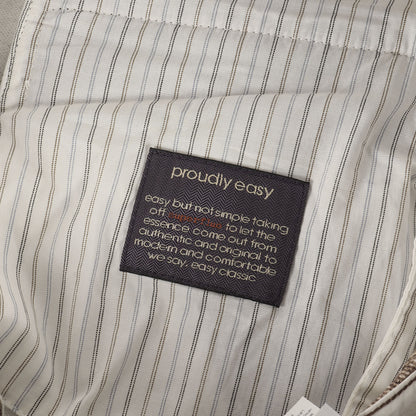 proudly easy
easy but not simple taking
off to let the
essence come out from
authentic and original to
modern and comfortable
we say, easy classic